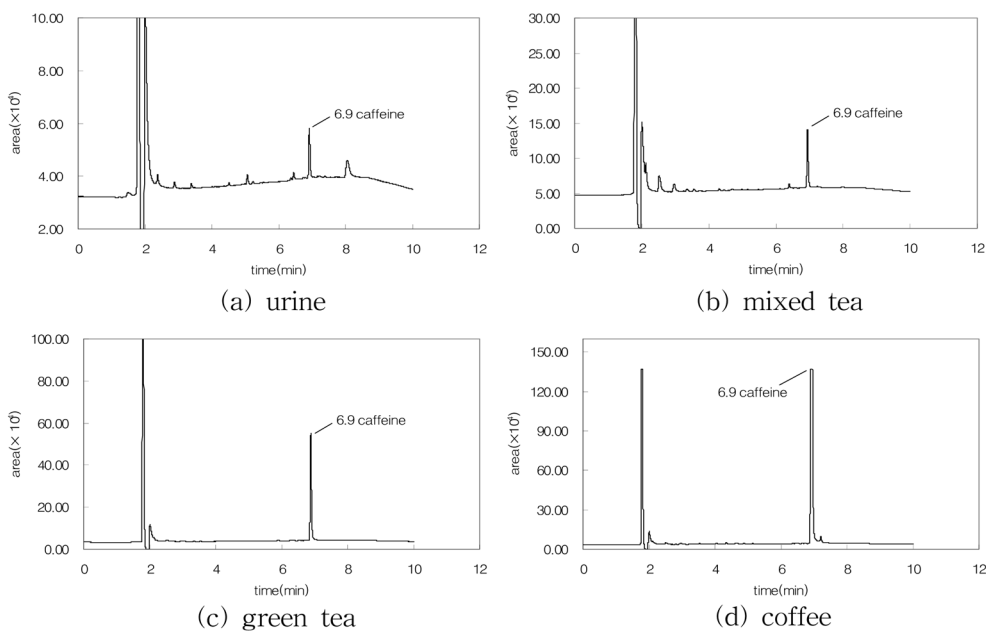 10.00
8.00
6.00
4.00
2.00
area(×10⁴)
6.9 caffeine
0 2 4 6 8 10 12
time(min)
(a) urine
30.00
25.00
20.00
15.00
10.00
5.00
0.00
area(×10⁴)
6.9 caffeine
0 2 4 6 8 10 12
time(min)
(b) mixed tea
100.00
80.00
60.00
40.00
20.00
0.00
area(×10⁴)
6.9 caffeine
0 2 4 6 8 10 12
time(min)
(c) green tea
150.00
120.00
90.00
60.00
30.00
0.00
area(×10⁴)
6.9 caffeine
0 2 4 6 8 10 12
time(min)
(d) coffee